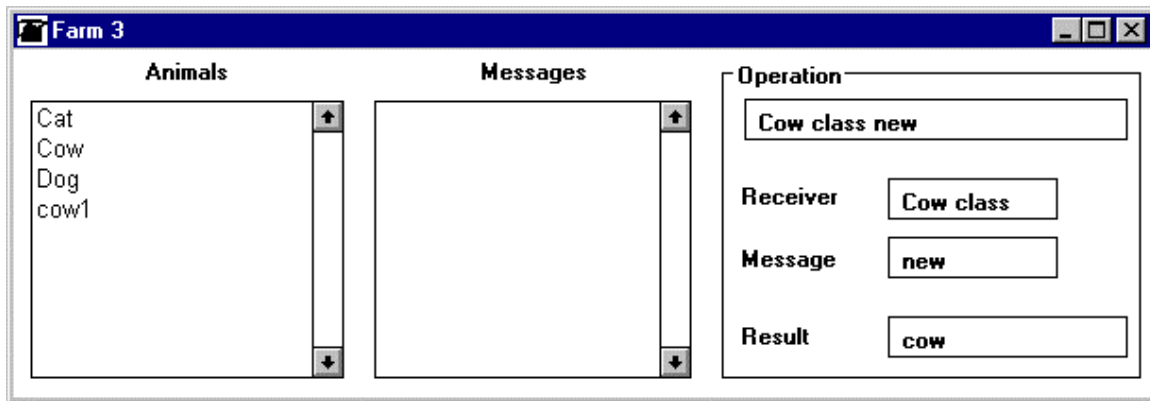 Farm 3
Animals
Cat
Cow
Dog
cow1
Messages
Operation
Cow class new
Receiver
Cow class
Message
new
Result
cow